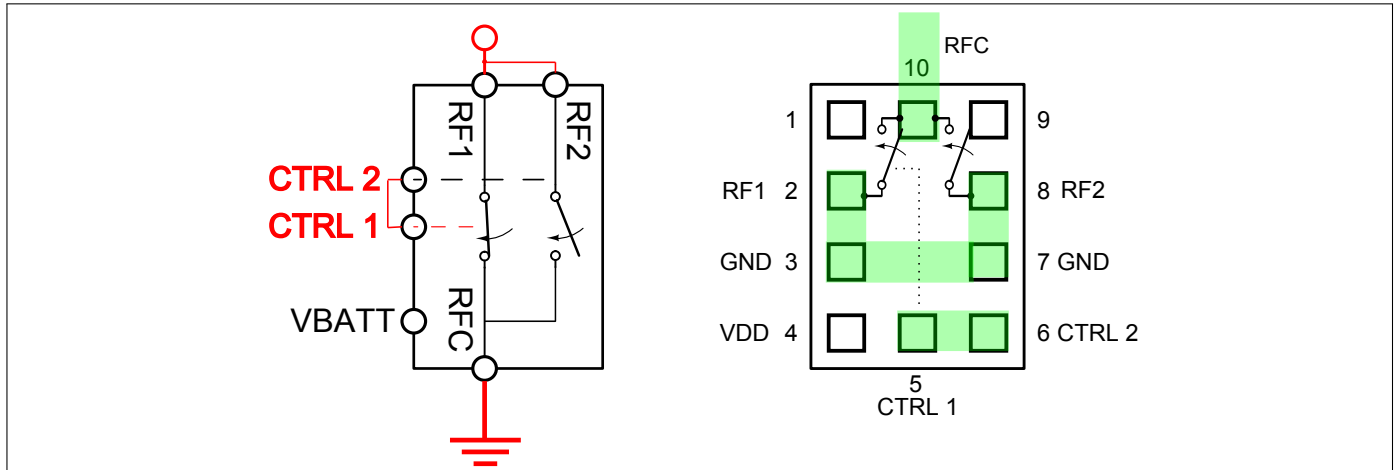 RF1
RF2
CTRL 2
CTRL 1
VBATT
RFC
RFC
10
1
9
RF1 2
8 RF2
GND 3
7 GND
VDD 4
6 CTRL 2
5
CTRL 1